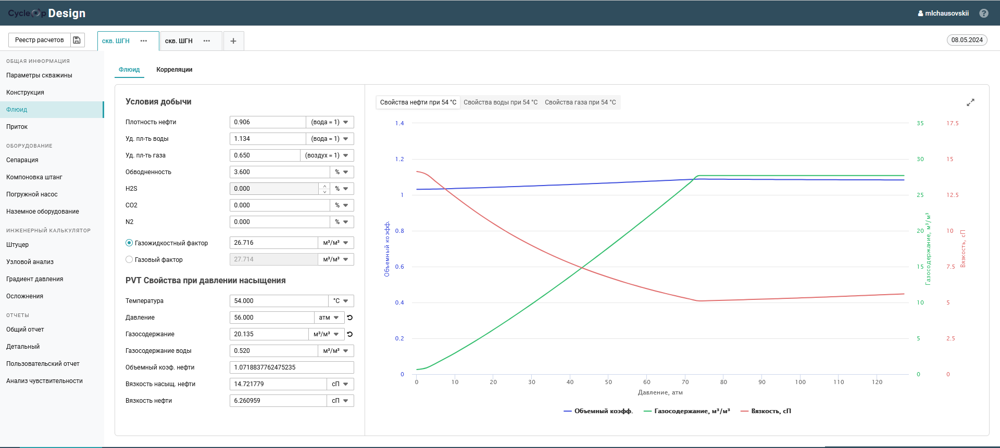 CycleOp Design
mlchausovskii
?
Реестр расчетов
скв. ШГН ···
скв. ШГН ···
+
08.05.2024
ОБЩАЯ ИНФОРМАЦИЯ
Параметры скважины
Конструкция
Флюид
Приток
ОБОРУДОВАНИЕ
Сепарация
Компоновка штанг
Погружной насос
Наземное оборудование
ИНЖЕНЕРНЫЙ КАЛЬКУЛЯТОР
Штуцер
Узловой анализ
Градиент давления
Осложнения
ОТЧЕТЫ
Общий отчет
Детальный
Пользовательский отчет
Анализ чувствительности
Флюид Корреляции
Условия добычи
Плотность нефти 0.906 (вода = 1)
Уд. пл-ть воды 1.134 (вода = 1)
Уд. пл-ть газа 0.650 (воздух = 1)
Обводненность 3.600 %
H2S 0.000 %
CO2 0.000 %
N2 0.000 %
Газожидкостный фактор 26.716 м³/м³
Газовый фактор 27.714 м³/м³
PVT Свойства при давлении насыщения
Температура 54.000 °C
Давление 56.000 атм
Газосодержание 20.135 м³/м³
Газосодержание воды 0.520 м³/м³
Объемный коэф. нефти 1.0718837762475235
Вязкость насыщ. нефти 14.721779 сП
Вязкость нефти 6.260959 сП
Свойства нефти при 54 °C Свойства воды при 54 °C Свойства газа при 54 °C
1.4 35 17.5
1.2 30 15
1 25 12.5
0.8 20 10
0.6 15 7.5
0.4 10 5
0.2 5 2.5
0 0 0
Объемный коэфф.
Газосодержание, м³/м³
Вязкость, сП
0 10 20 30 40 50 60 70 80 90 100 110 120
Давление, атм
Объемный коэфф. Газосодержание, м³/м³ Вязкость, сП